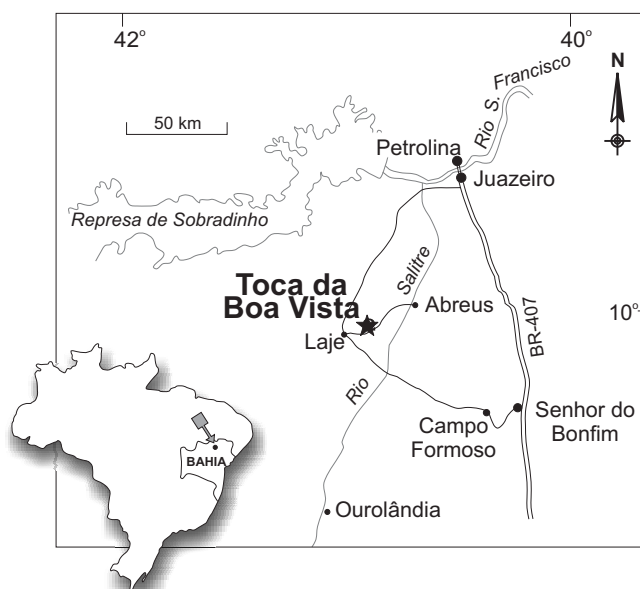 42°
40°
N
50 km
Rio S. Francisco
Petrolina
Juazeiro
Represa de Sobradinho
Salitre
Toca da
Boa Vista
Abreus
10°
Laje
BR-407
Rio
Campo
Formoso
Senhor do
Bonfim
BAHIA
Ourolândia